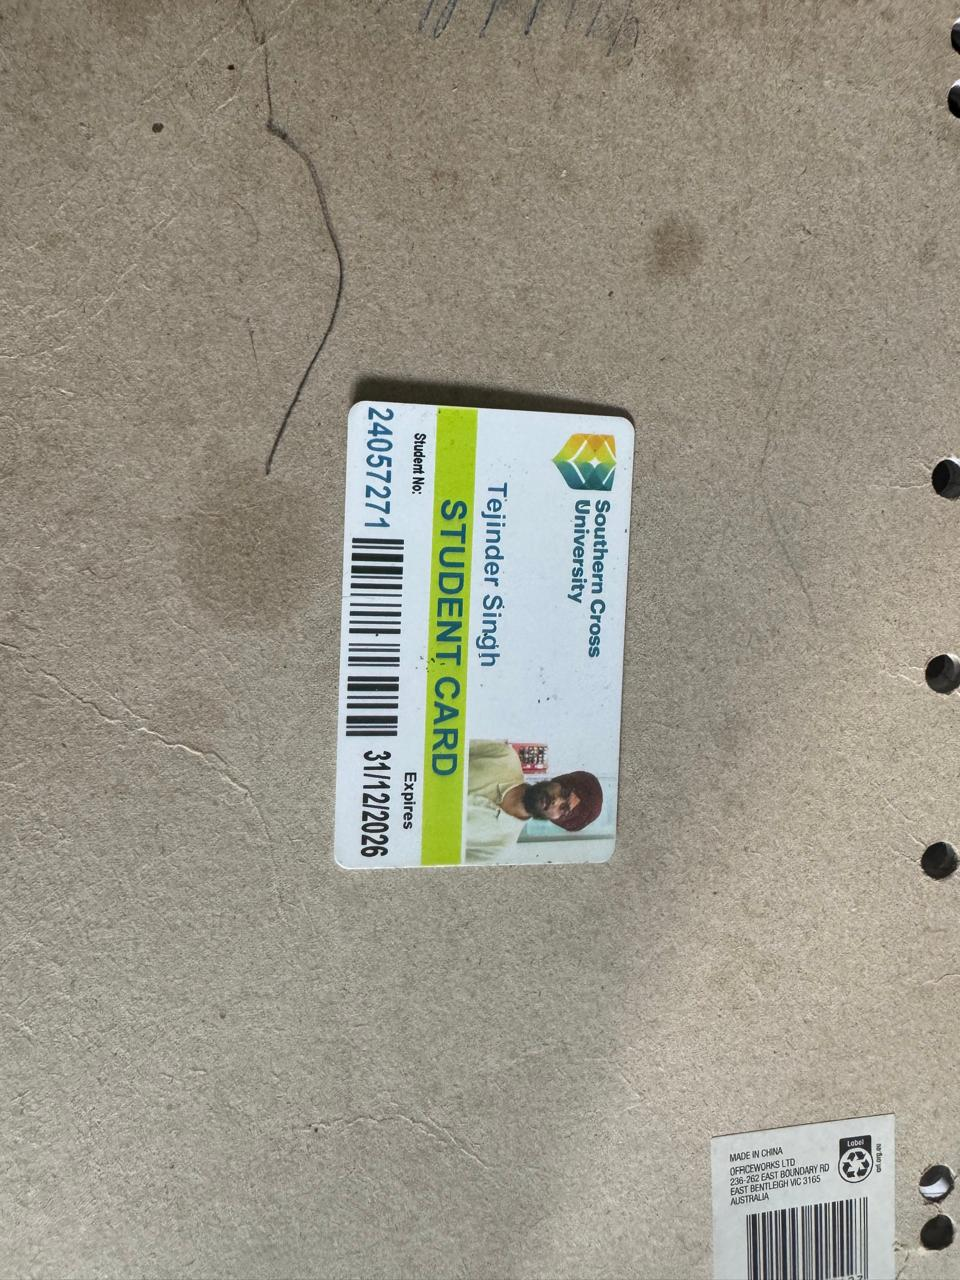 Southern Cross
University
Tejinder Singh
STUDENT CARD
Student No:
Expires
24057271
31/12/2026
Label
MADE IN CHINA
OFFICEWORKS LTD
236-262 EAST BOUNDARY RD
EAST BENTLEIGH VIC 3165
AUSTRALIA